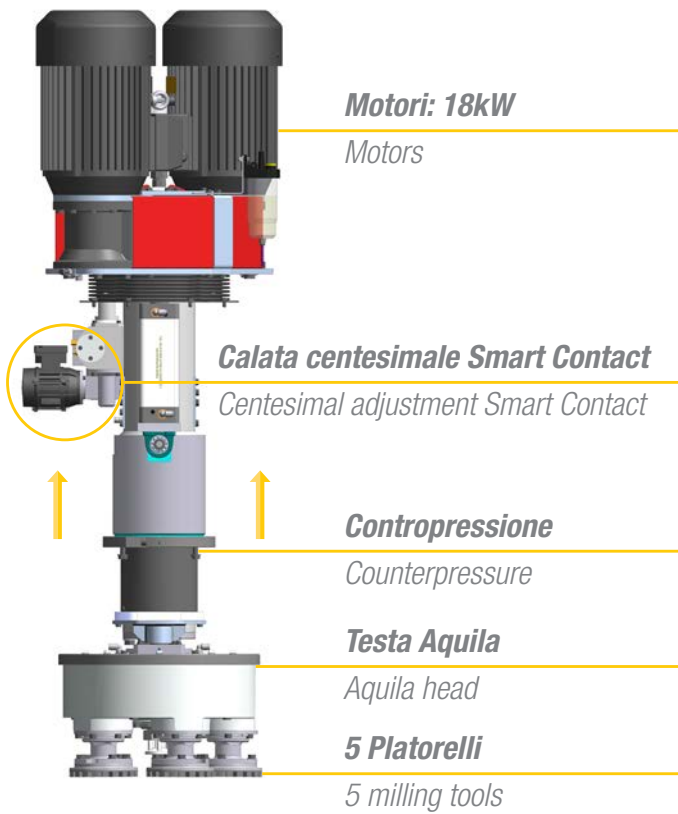 Motori: 18kW
Motors
Calata centesimale Smart Contact
Centesimal adjustment Smart Contact
Contropressione
Counterpressure
Testa Aquila
Aquila head
5 Platorelli
5 milling tools